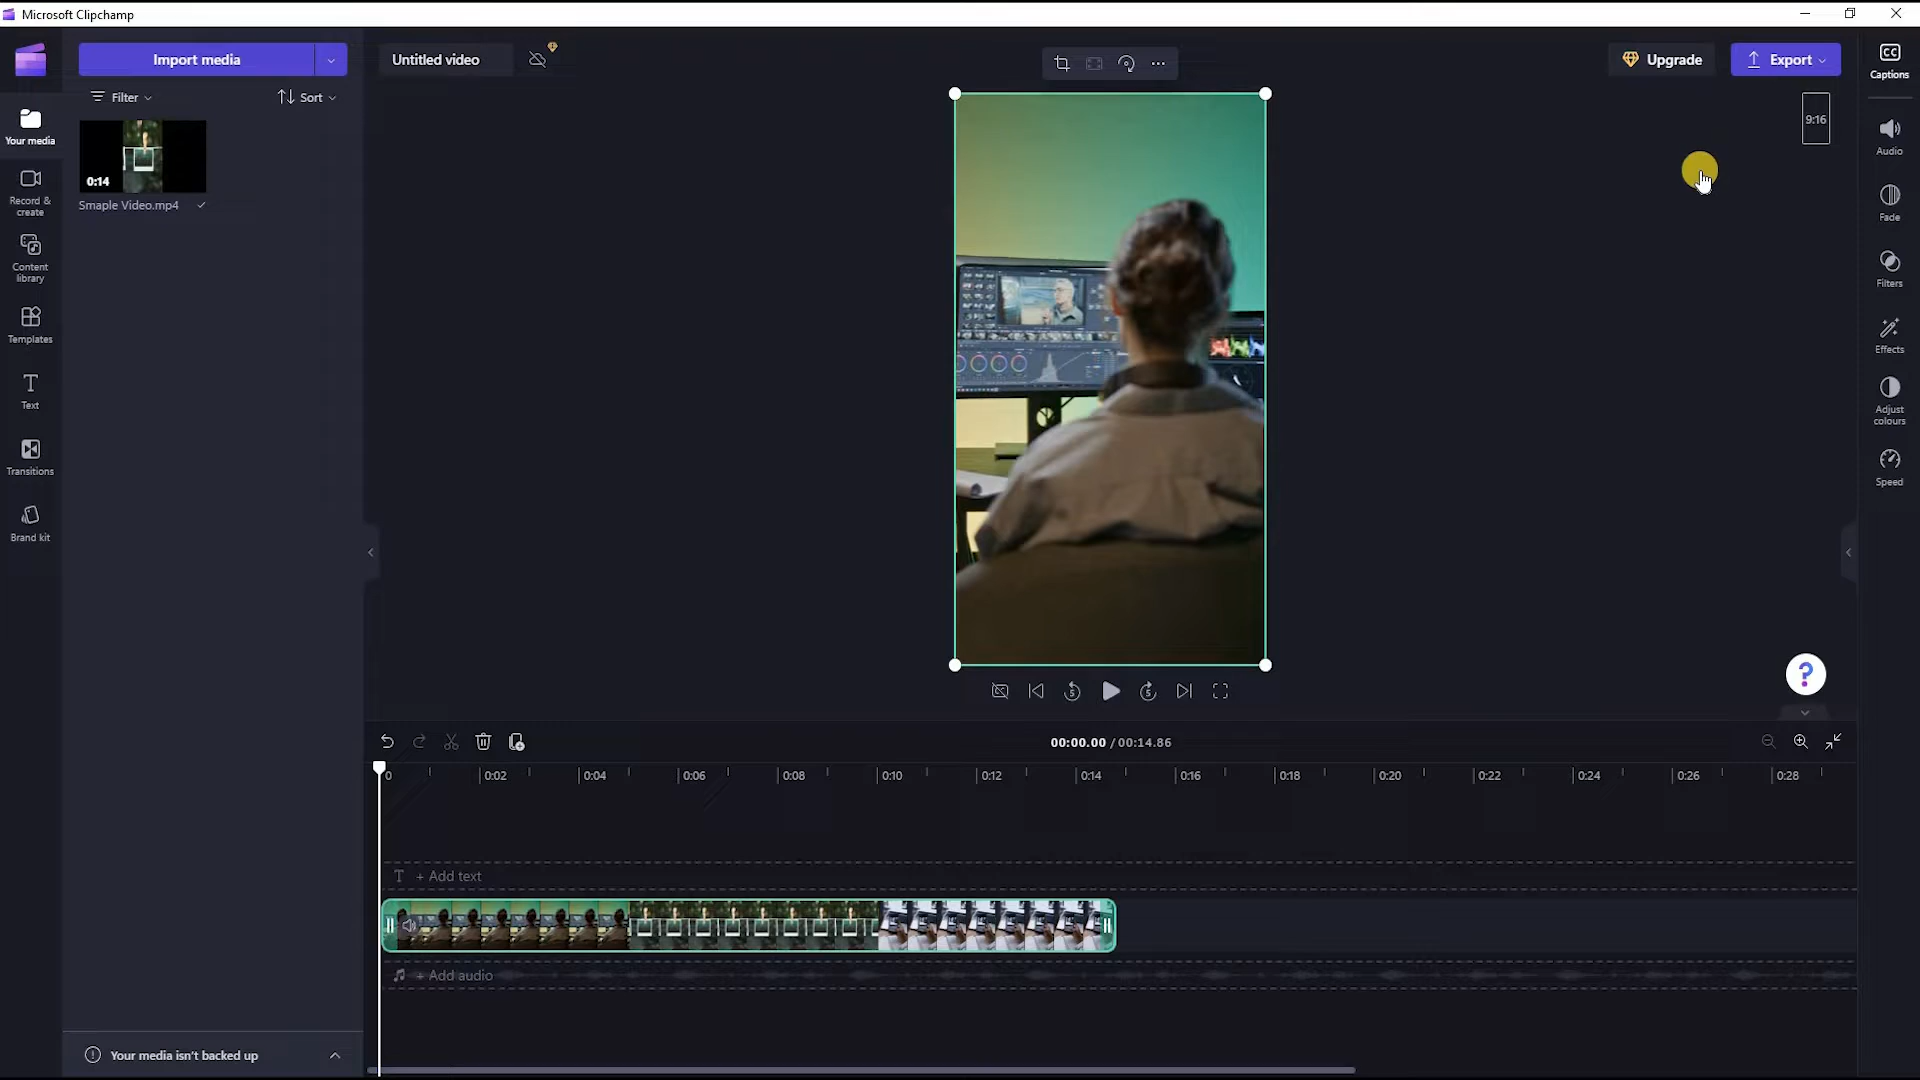 Microsoft Clipchamp
Import media
Untitled video
Upgrade
Export
Captions
Filter
Sort
9:16
Your media
0:14
Smaple Video.mp4
Record &
create
Content
library
Templates
Text
Transitions
Brand kit
Audio
Fade
Filters
Effects
Adjust
colours
Speed
?
00:00.00 / 00:14.86
0
0:02
0:04
0:06
0:08
0:10
0:12
0:14
0:16
0:18
0:20
0:22
0:24
0:26
0:28
T + Add text
+ Add audio
Your media isn't backed up